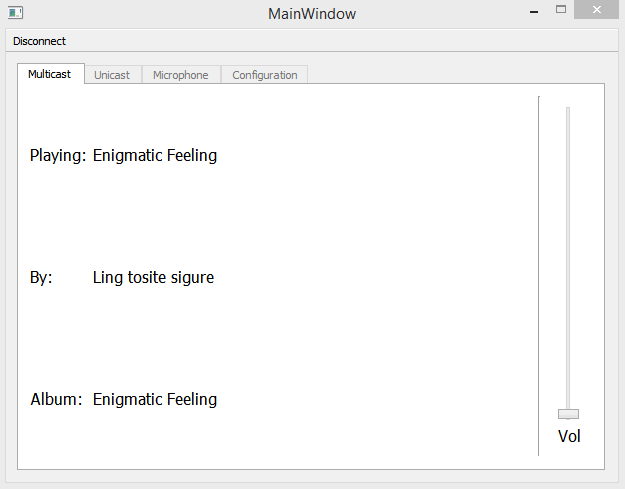 MainWindow
Disconnect
Multicast Unicast Microphone Configuration
Playing: Enigmatic Feeling
By: Ling tosite sigure
Album: Enigmatic Feeling
Vol